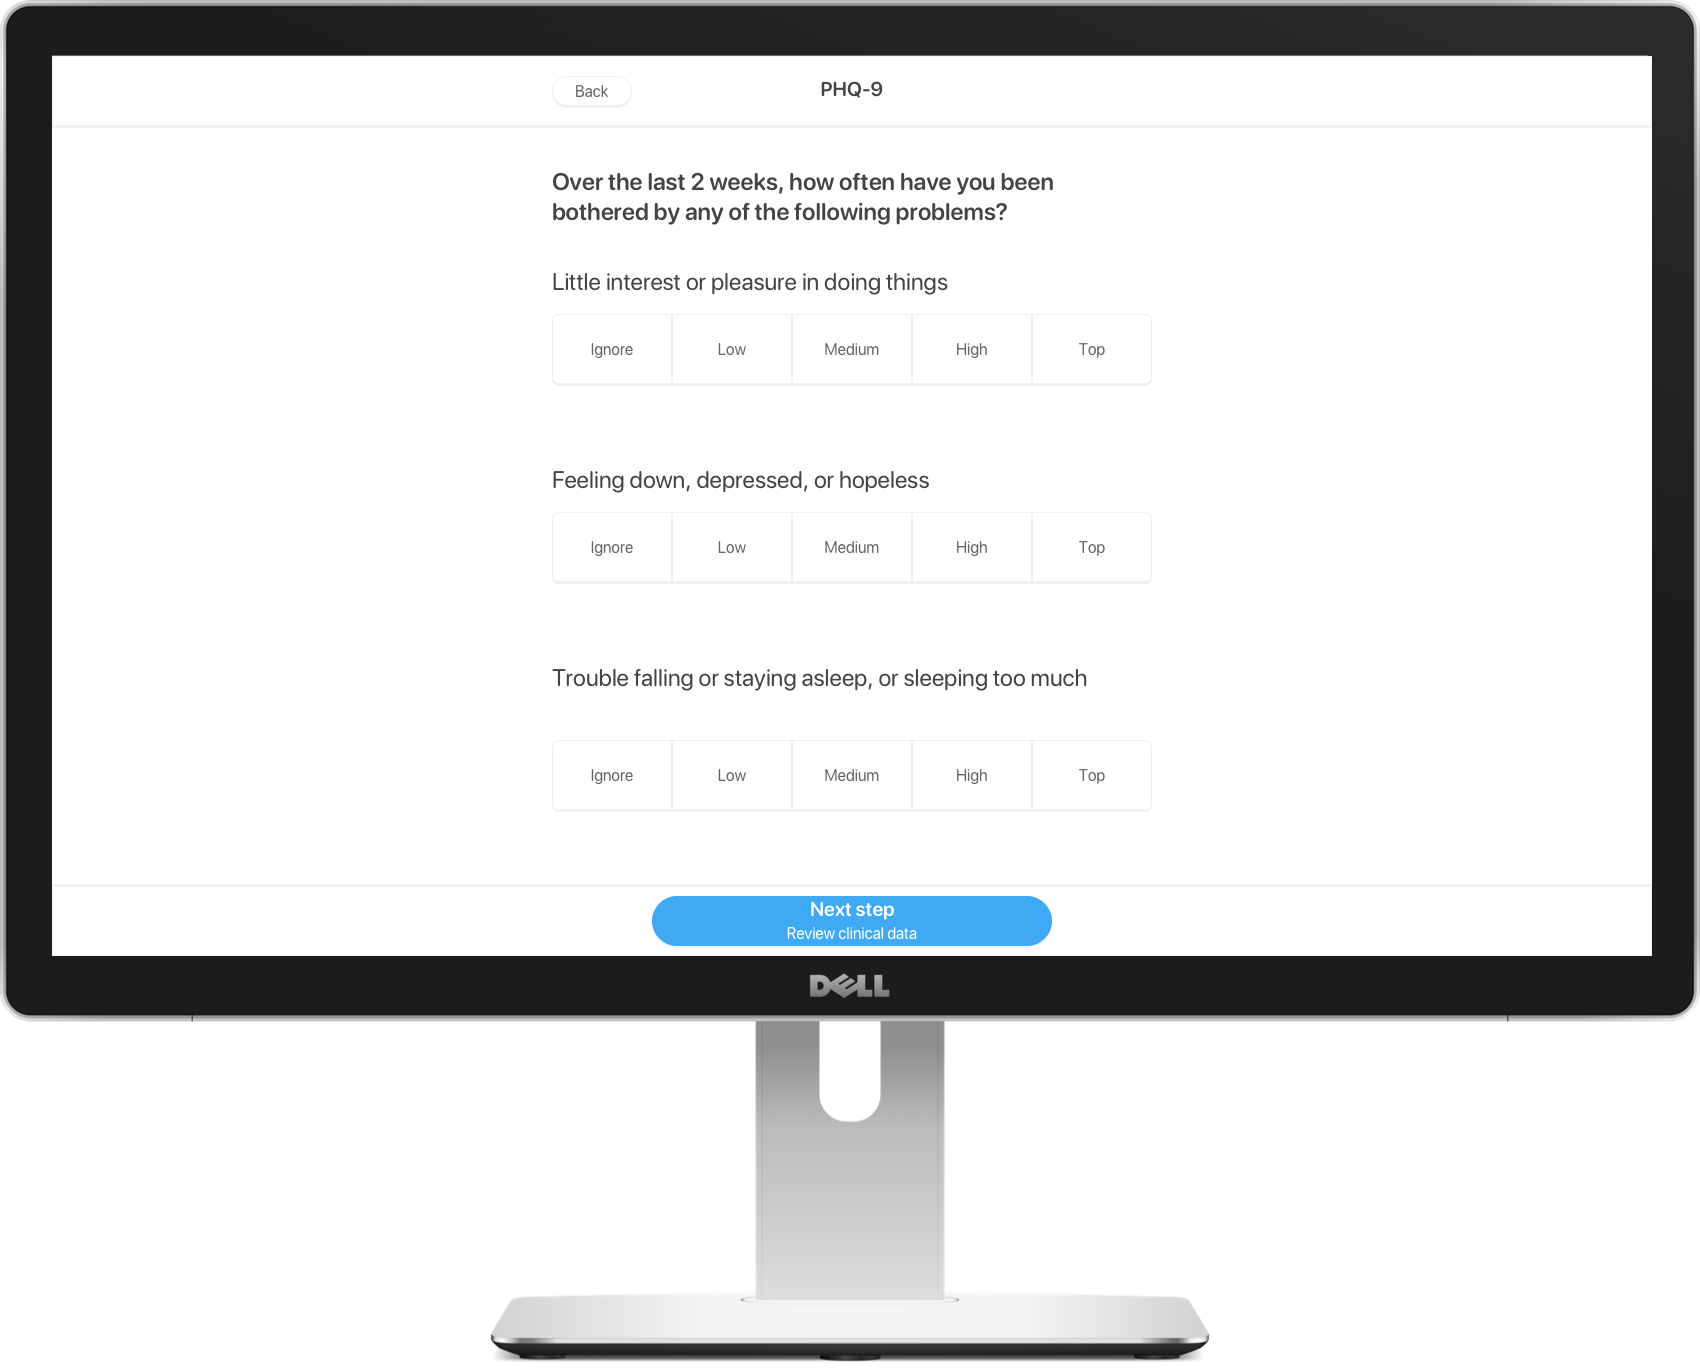 Back
PHQ-9
Over the last 2 weeks, how often have you been
bothered by any of the following problems?
Little interest or pleasure in doing things
Ignore Low Medium High Top
Feeling down, depressed, or hopeless
Ignore Low Medium High Top
Trouble falling or staying asleep, or sleeping too much
Ignore Low Medium High Top
Next step
Review clinical data
DELL